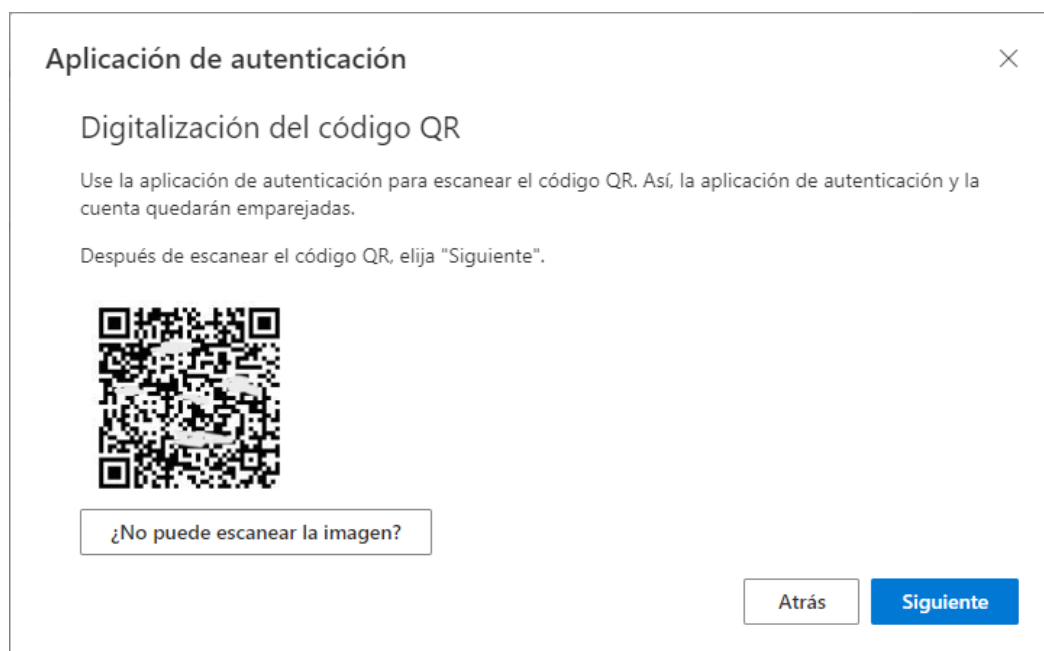 Aplicación de autenticación
Digitalización del código QR
Use la aplicación de autenticación para escanear el código QR. Así, la aplicación de autenticación y la
cuenta quedarán emparejadas.
Después de escanear el código QR, elija "Siguiente".
¿No puede escanear la imagen?
Atrás
Siguiente